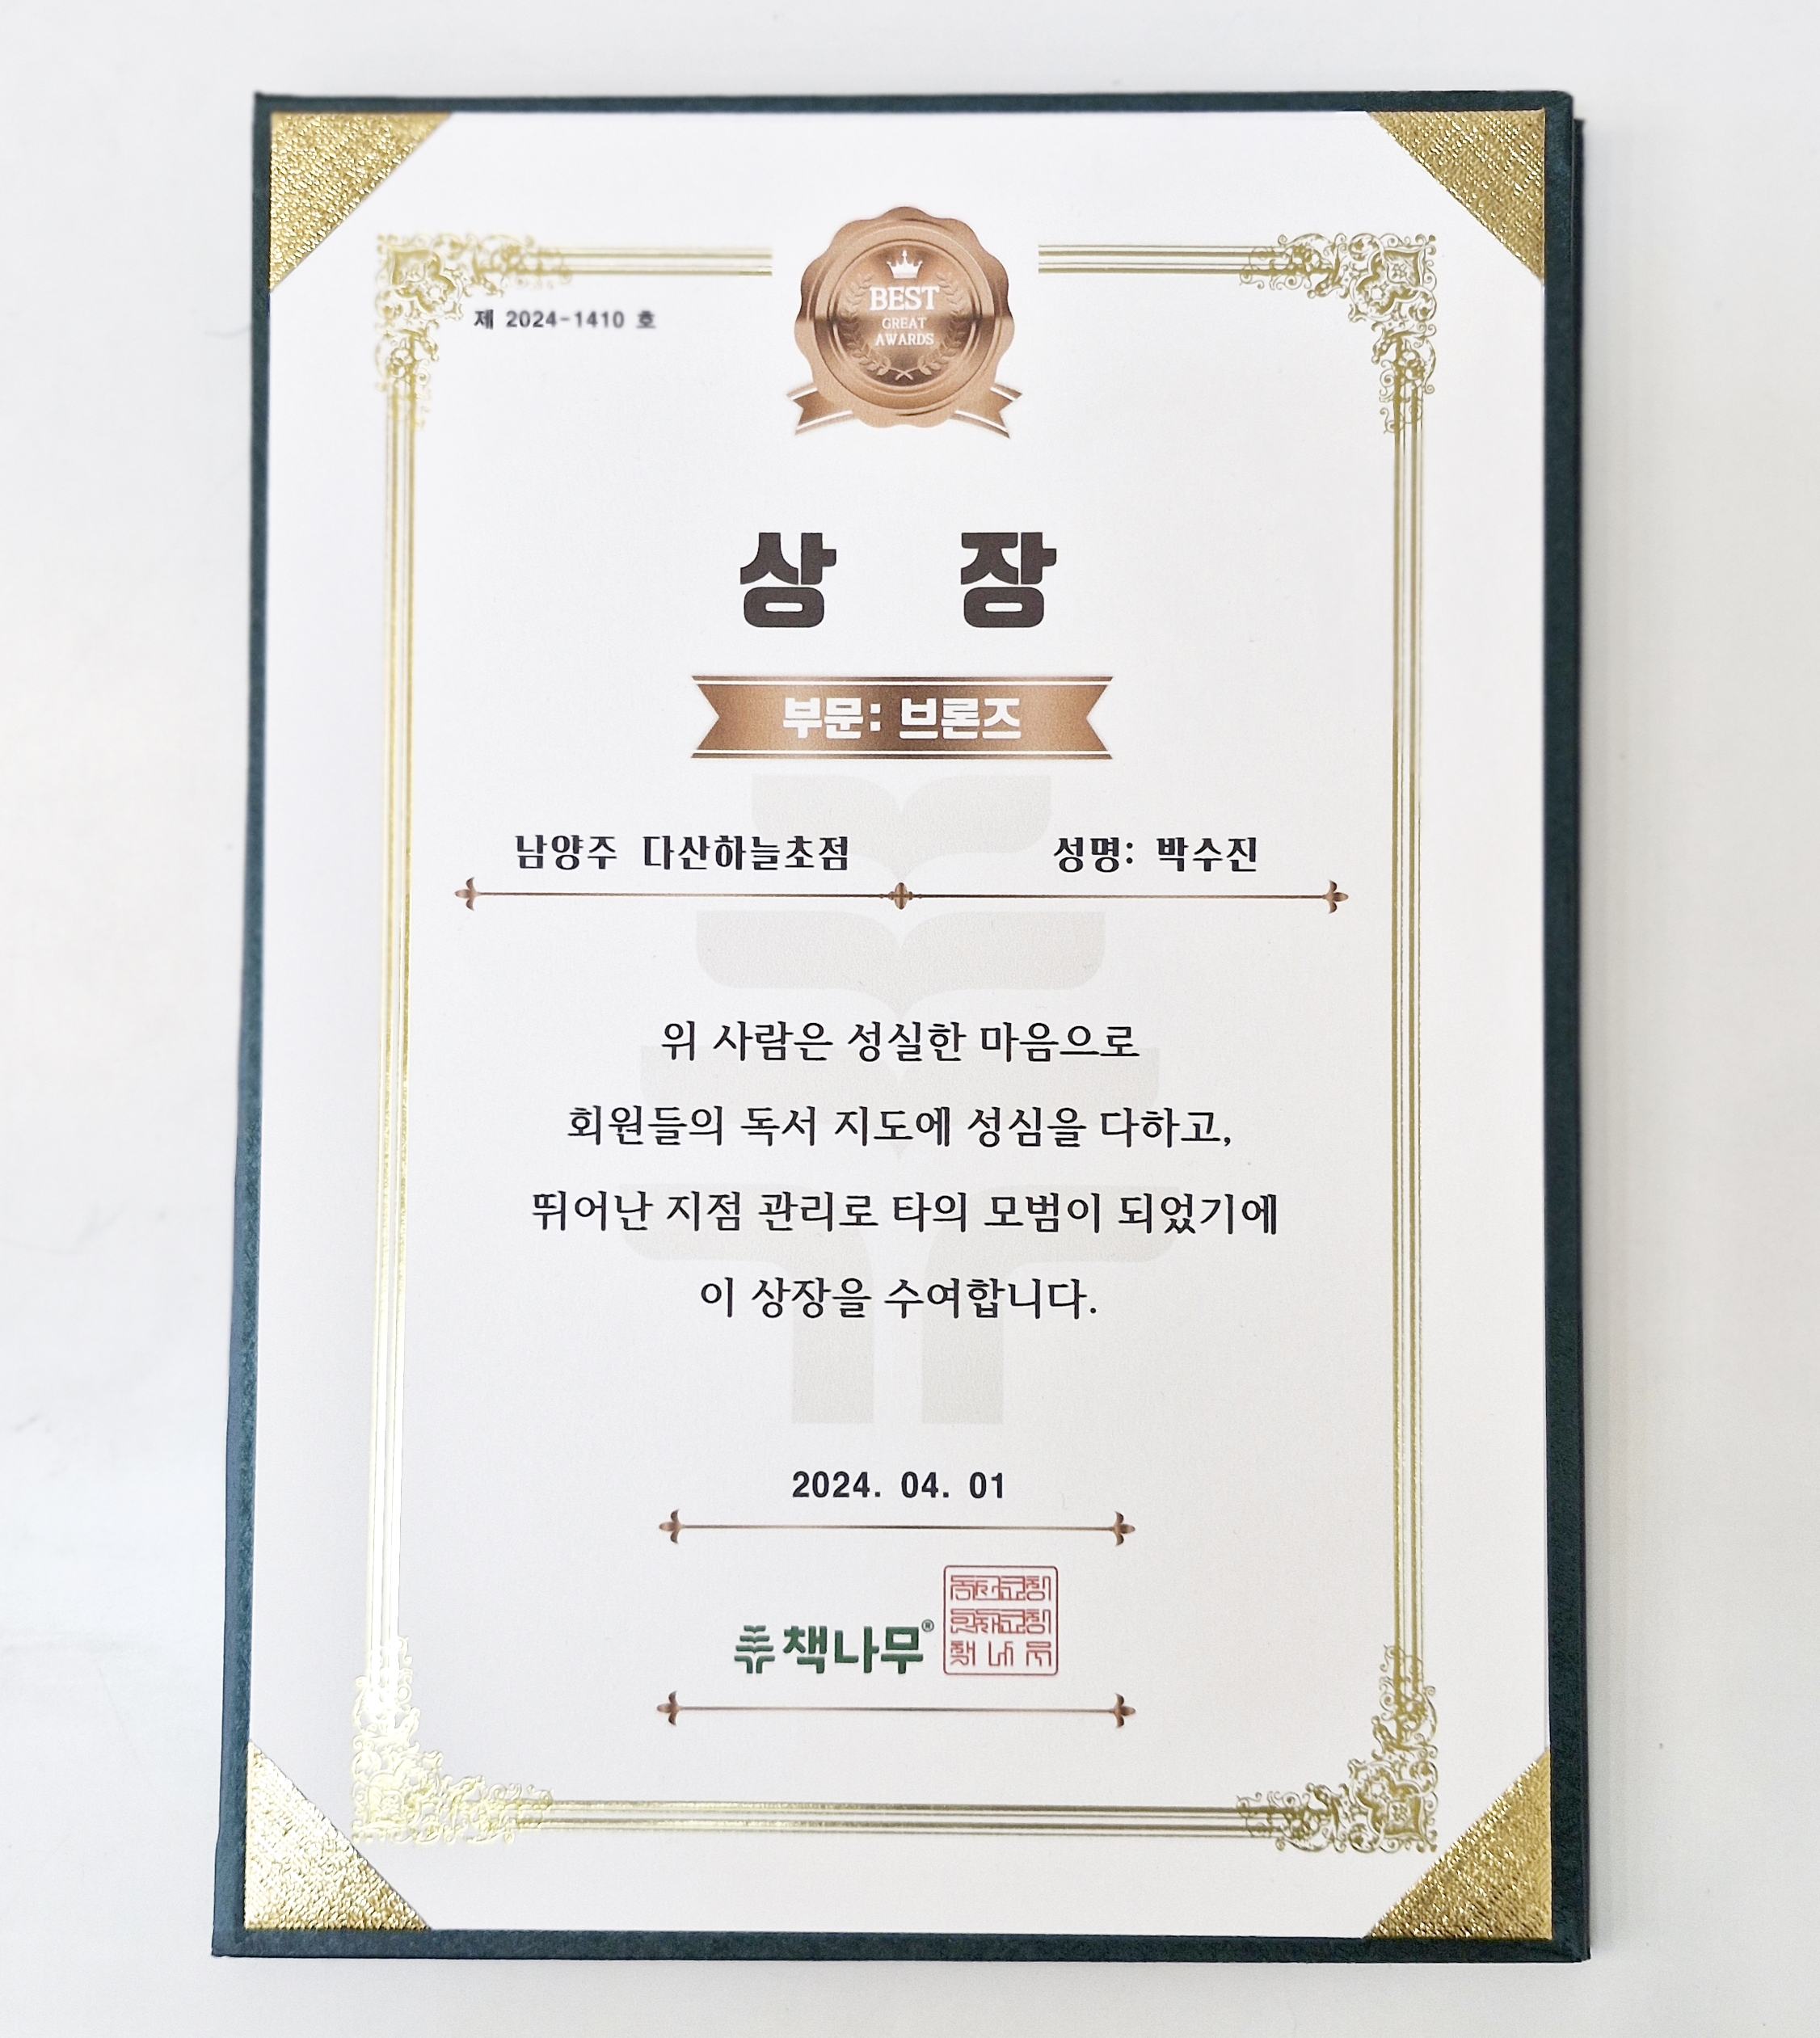 제 2024-1410 호
BEST
GREAT
AWARDS
상 장
부문: 브론즈
남양주 다산하늘초점 성명: 박수진
위 사람은 성실한 마음으로
회원들의 독서 지도에 성심을 다하고,
뛰어난 지점 관리로 타의 모범이 되었기에
이 상장을 수여합니다.
2024. 04. 01
책나무®